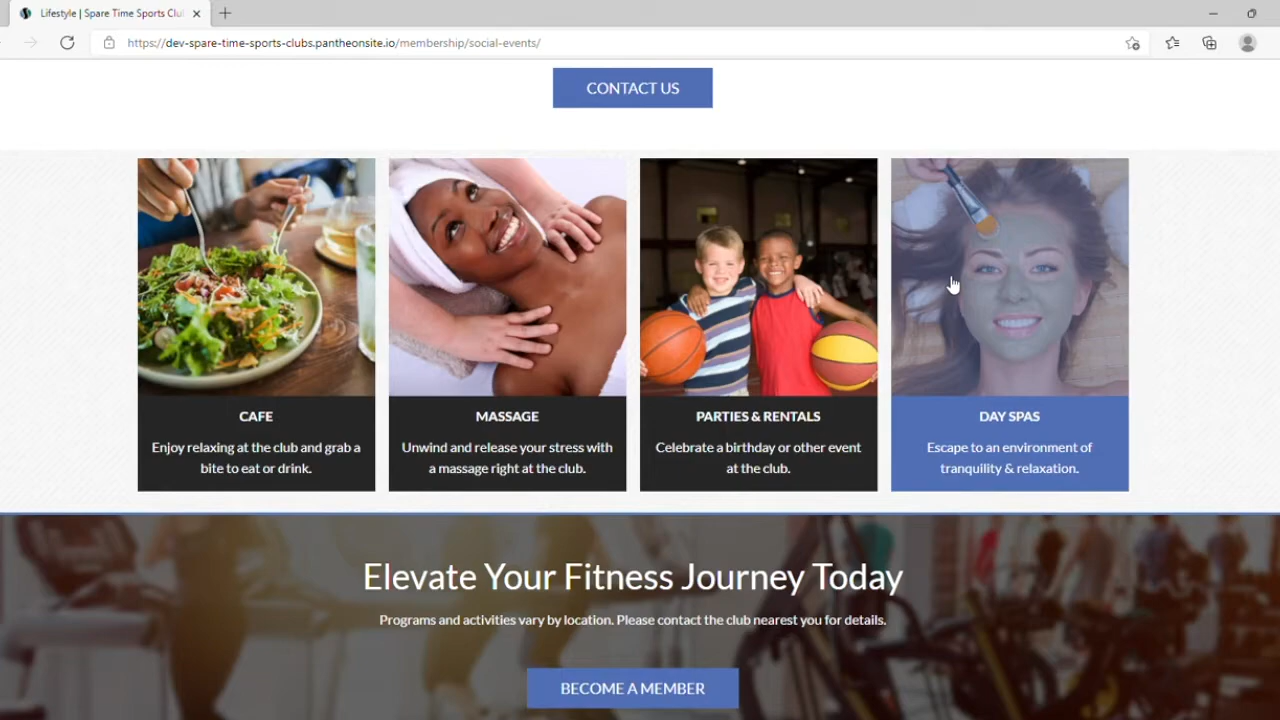 Lifestyle | Spare Time Sports Clu
https://dev-spare-time-sports-clubs.pantheonsite.io/membership/social-events/
CONTACT US
CAFE
Enjoy relaxing at the club and grab a
bite to eat or drink.
MASSAGE
Unwind and release your stress with
a massage right at the club.
PARTIES & RENTALS
Celebrate a birthday or other event
at the club.
DAY SPAS
Escape to an environment of
tranquility & relaxation.
Elevate Your Fitness Journey Today
Programs and activities vary by location. Please contact the club nearest you for details.
BECOME A MEMBER